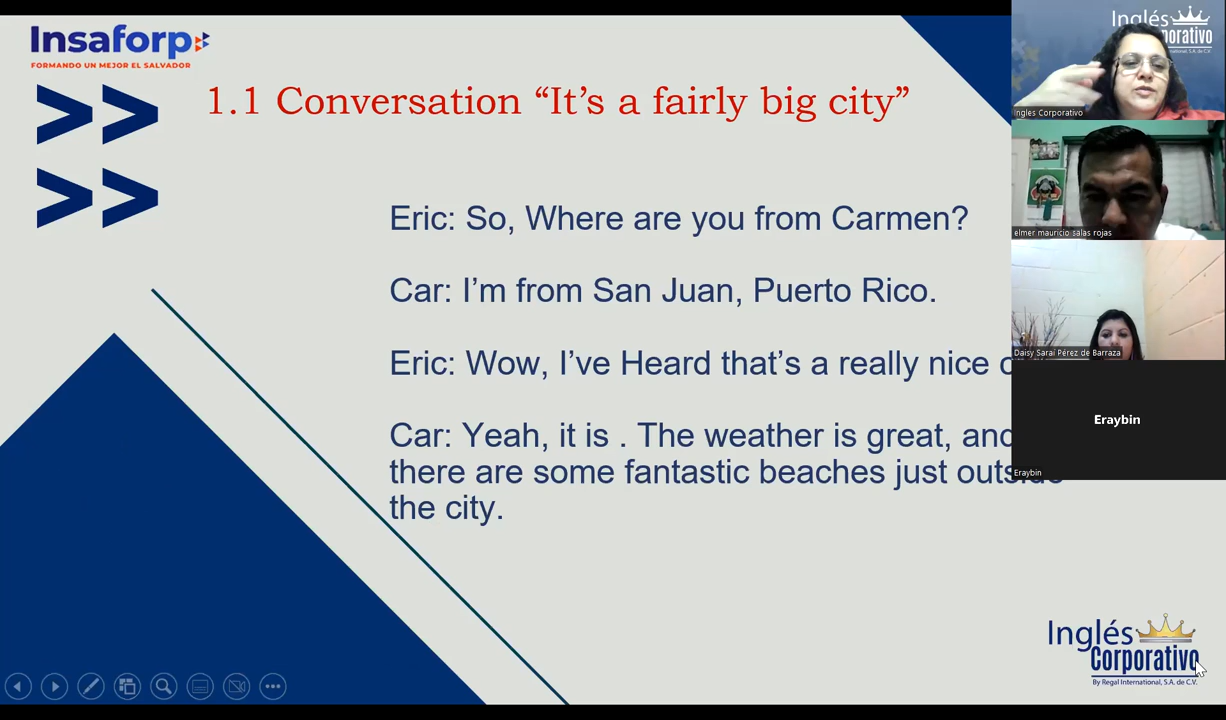 Insaforp
FORMANDO UN MEJOR EL SALVADOR
1.1 Conversation “It’s a fairly big city”
Eric: So, Where are you from Carmen?
Car: I’m from San Juan, Puerto Rico.
Eric: Wow, I’ve Heard that’s a really nice
Car: Yeah, it is . The weather is great, and
there are some fantastic beaches just outside
the city.
Inglés
Ingles Corporativo
elmer mauricio salas rojas
Daisy Saraí Pérez de Barraza
Eraybin
Eraybin
Inglés
Corporativo
By Regal International, S.A. de C.V.